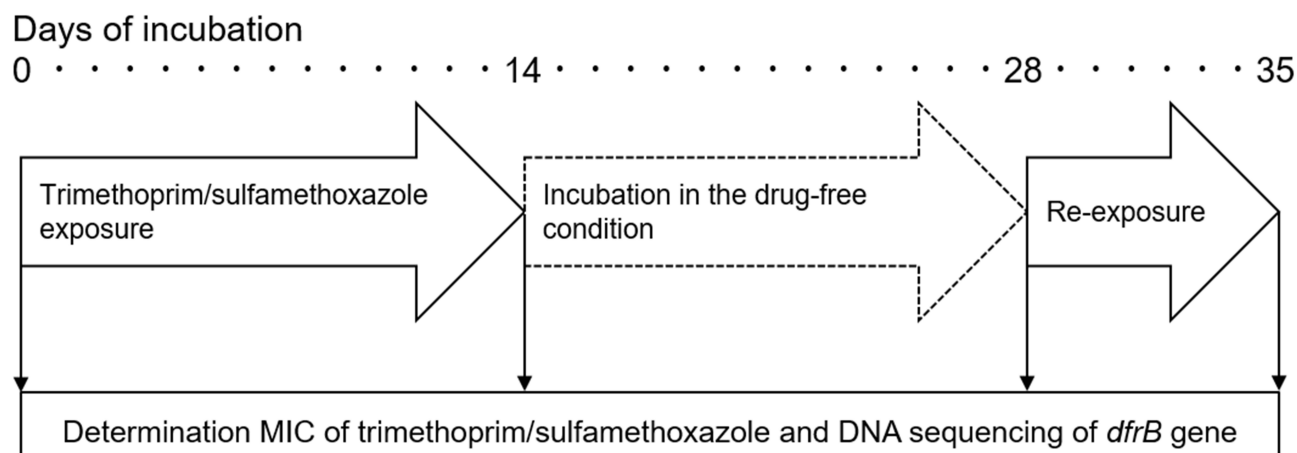 Days of incubation
0 14 28 35
Trimethoprim/sulfamethoxazole
exposure
Incubation in the drug-free
condition
Re-exposure
Determination MIC of trimethoprim/sulfamethoxazole and DNA sequencing of dfrB gene